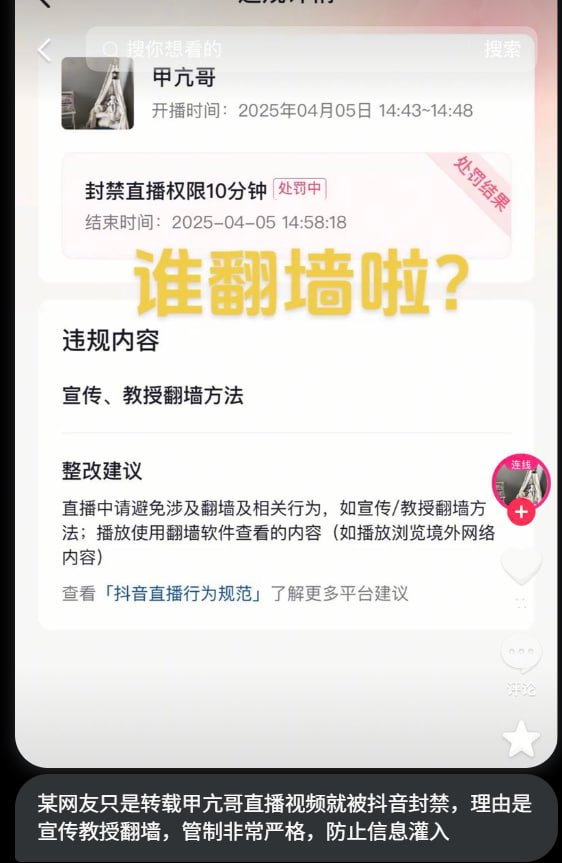 搜你想看的
搜索
甲亢哥
开播时间：2025年04月05日 14:43~14:48
处罚结果
封禁直播权限10分钟
处罚中
结束时间：2025-04-05 14:58:18
谁翻墙啦？
违规内容
宣传、教授翻墙方法
整改建议
直播中请避免涉及翻墙及相关行为，如宣传/教授翻墙方
法；播放使用翻墙软件查看的内容（如播放浏览境外网络
内容）
查看「抖音直播行为规范」了解更多平台建议
连线
评论
某网友只是转载甲亢哥直播视频就被抖音封禁，理由是
宣传教授翻墙，管制非常严格，防止信息灌入